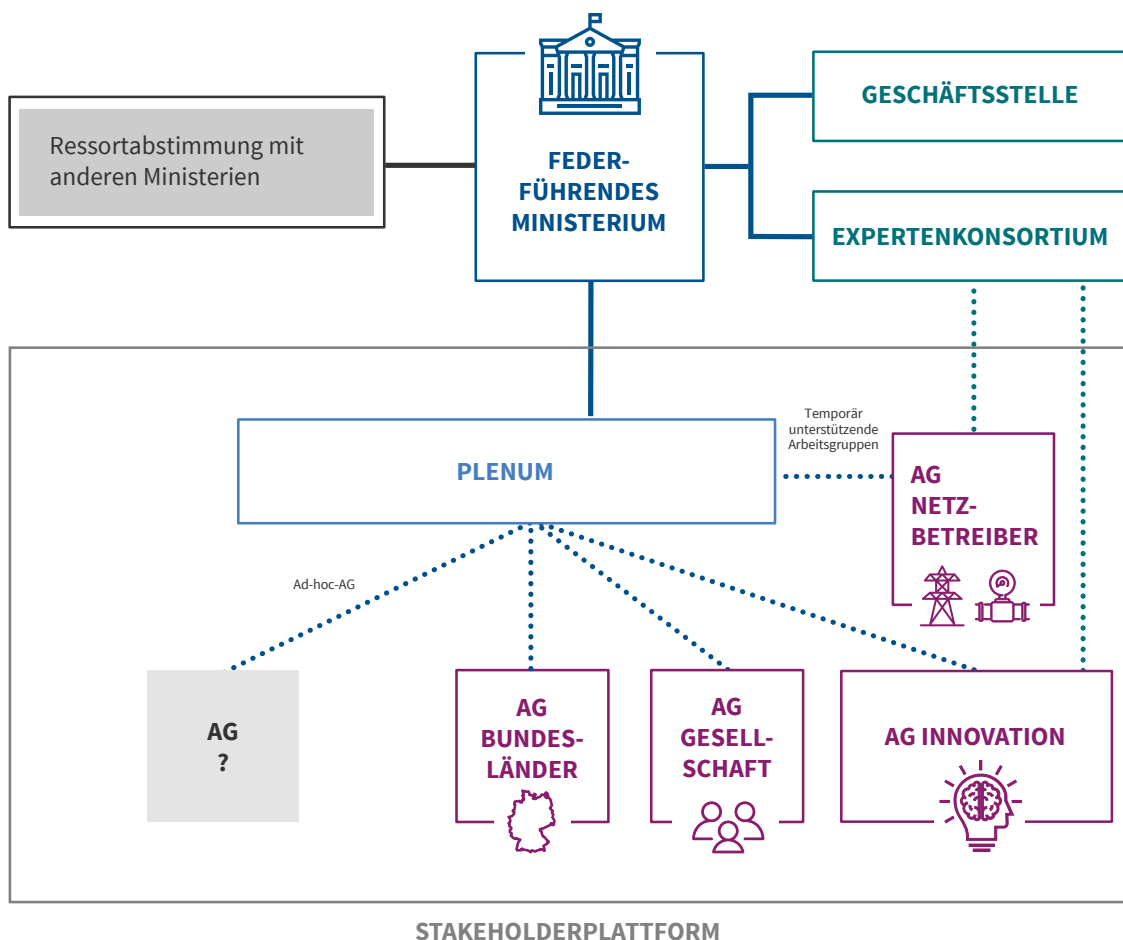 Ressortabstimmung mit
anderen Ministerien
FEDER-
FÜHRENDES
MINISTERIUM
GESCHÄFTSSTELLE
EXPERTENKONSORTIUM
PLENUM
Temporär
unterstützende
Arbeitsgruppen
AG
NETZ-
BETREIBER
Ad-hoc-AG
AG
?
AG
BUNDES-
LÄNDER
AG
GESELL-
SCHAFT
AG INNOVATION
STAKEHOLDERPLATTFORM